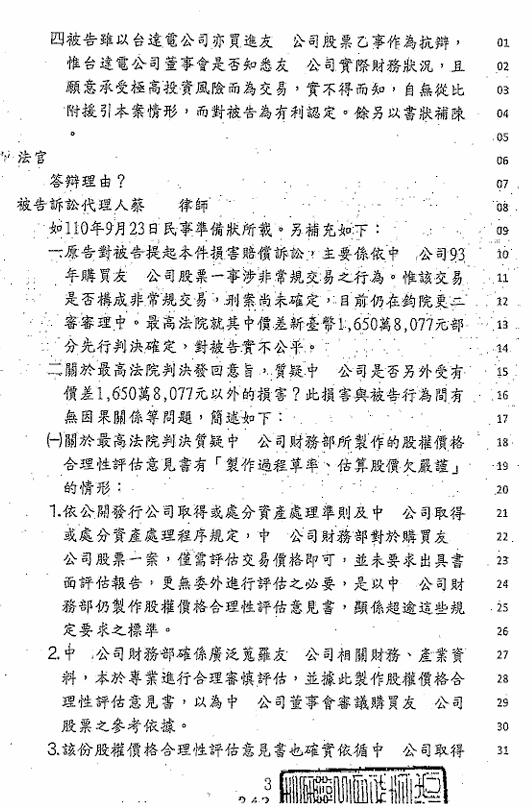 四被告雖以台達電公司亦買進友　公司股票乙事作為抗辯， 01
惟台達電公司董事會是否知悉友　公司實際財務狀況，且 02
願意承受極高投資風險而為交易，實不得而知，自無從比 03
附援引本案情形，而對被告為有利認定。餘另以書狀補陳 04
。 05
法官 06
答辯理由？ 07
被告訴訟代理人蔡　　律師 08
如110年9月23日民事準備狀所載。另補充如下： 09
一原告對被告提起本件損害賠償訴訟，主要係依中　公司93 10
年購買友　公司股票一事涉非常規交易之行為。惟該交易 11
是否構成非常規交易，刑案尚未確定，目前仍在鈞院更二 12
審審理中。最高法院就其中價差新臺幣1,650萬8,077元部 13
分先行判決確定，對被告實不公平。 14
二關於最高法院判決發回意旨，質疑中　公司是否另外受有 15
價差1,650萬8,077元以外的損害？此損害與被告行為間有 16
無因果關係等問題，簡述如下： 17
㈠關於最高法院判決質疑中　公司財務部所製作的股權價格 18
合理性評估意見書有「製作過程草率、估算股價欠嚴謹」 19
的情形： 20
1.依公開發行公司取得或處分資產處理準則及中　公司取得 21
或處分資產處理程序規定，中　公司財務部對於購買友 22
公司股票一案，僅需評估交易價格即可，並未要求出具書 23
面評估報告，更無委外進行評估之必要，是以中　公司財 24
務部仍製作股權價格合理性評估意見書，顯係超逾這些規 25
定要求之標準。 26
2.中　公司財務部確係廣泛蒐羅友　公司相關財務、產業資 27
料，本於專業進行合理審慎評估，並據此製作股權價格合 28
理性評估意見書，以為中　公司董事會審議購買友　公司 29
股票之參考依據。 30
3.該份股權價格合理性評估意見書也確實依循中　公司取得 31
3